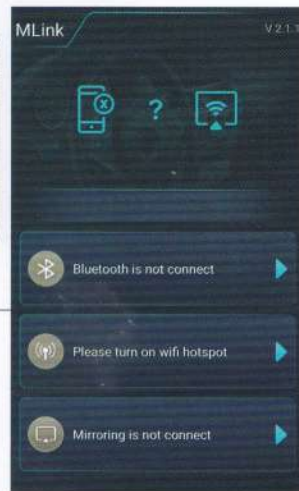 MLink
V 2.1.1
?
Bluetooth is not connect
Please turn on wifi hotspot
Mirroring is not connect